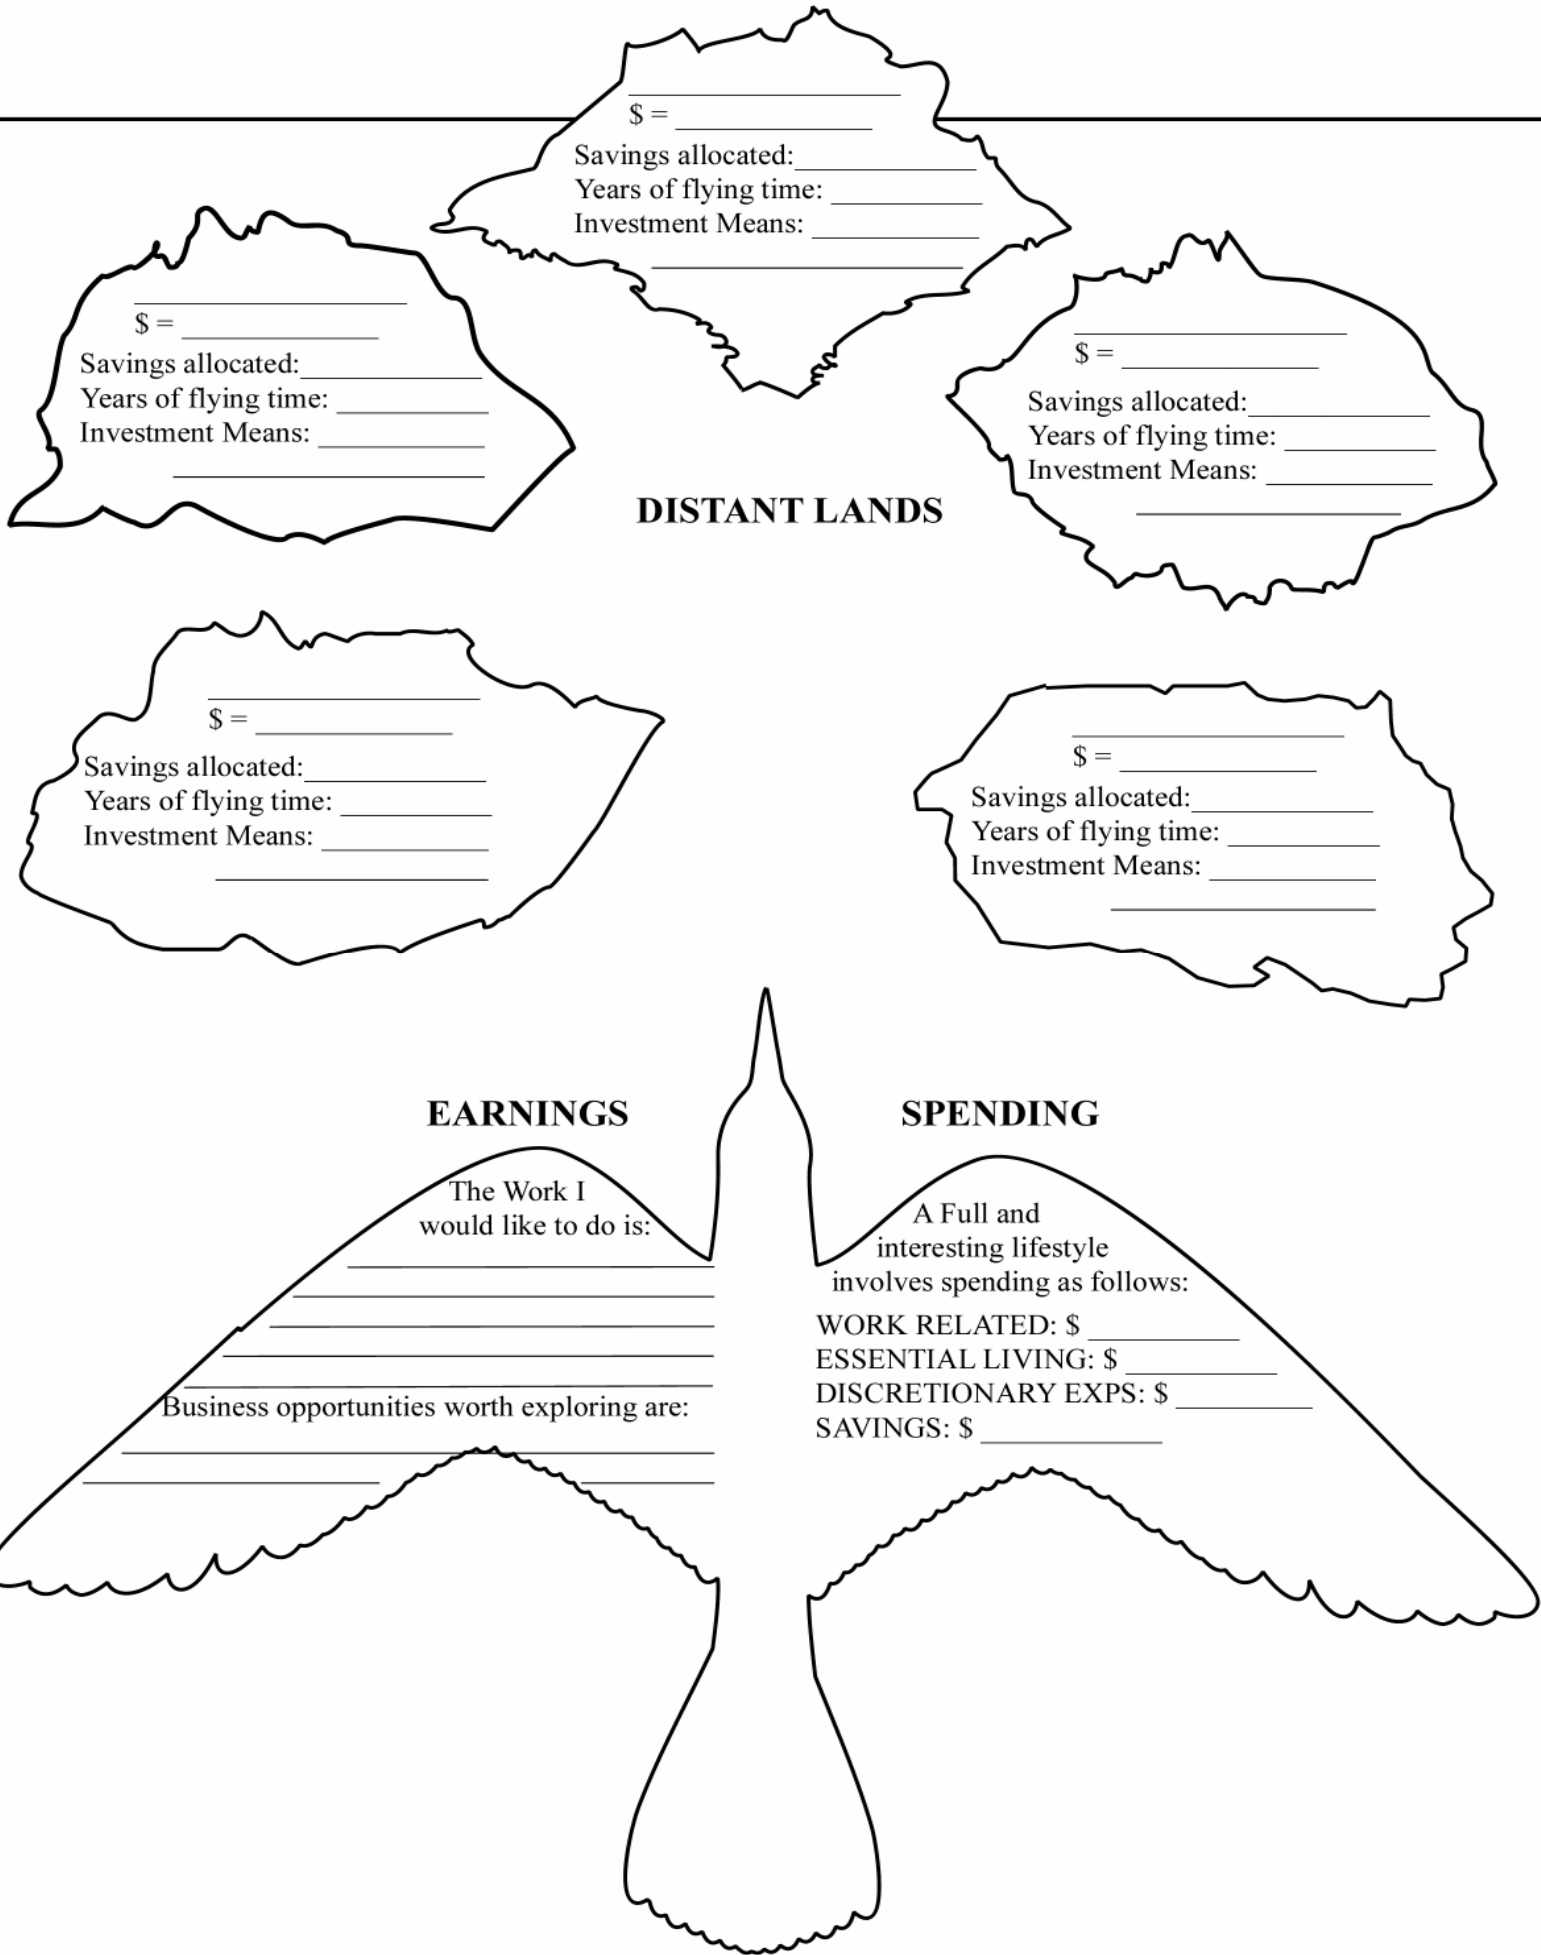 $ =
Savings allocated:
Years of flying time:
Investment Means:
$ =
Savings allocated:
Years of flying time:
Investment Means:
$ =
Savings allocated:
Years of flying time:
Investment Means:
DISTANT LANDS
$ =
Savings allocated:
Years of flying time:
Investment Means:
$ =
Savings allocated:
Years of flying time:
Investment Means:
EARNINGS
The Work I
would like to do is:
Business opportunities worth exploring are:
SPENDING
A Full and
interesting lifestyle
involves spending as follows:
WORK RELATED: $
ESSENTIAL LIVING: $
DISCRETIONARY EXPS: $
SAVINGS: $